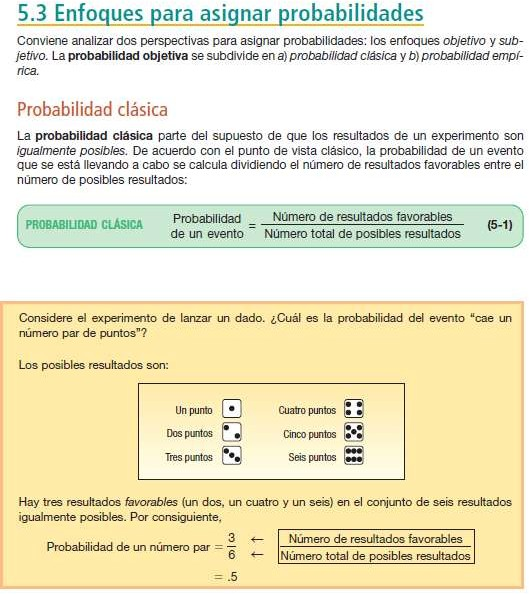 5.3 Enfoques para asignar probabilidades
Conviene analizar dos perspectivas para asignar probabilidades: los enfoques objetivo y sub-
jetivo. La probabilidad objetiva se subdivide en a) probabilidad clásica y b) probabilidad empí-
rica.
Probabilidad clásica
La probabilidad clásica parte del supuesto de que los resultados de un experimento son
igualmente posibles. De acuerdo con el punto de vista clásico, la probabilidad de un evento
que se está llevando a cabo se calcula dividiendo el número de resultados favorables entre el
número de posibles resultados:
PROBABILIDAD CLÁSICA
Probabilidad
de un evento
=
Número de resultados favorables
Número total de posibles resultados
(5-1)
Considere el experimento de lanzar un dado. ¿Cuál es la probabilidad del evento “cae un
número par de puntos”?
Los posibles resultados son:
Un punto Cuatro puntos
Dos puntos Cinco puntos
Tres puntos Seis puntos
Hay tres resultados favorables (un dos, un cuatro y un seis) en el conjunto de seis resultados
igualmente posibles. Por consiguiente,
Probabilidad de un número par =
3 ← Número de resultados favorables
6 ← Número total de posibles resultados
= .5